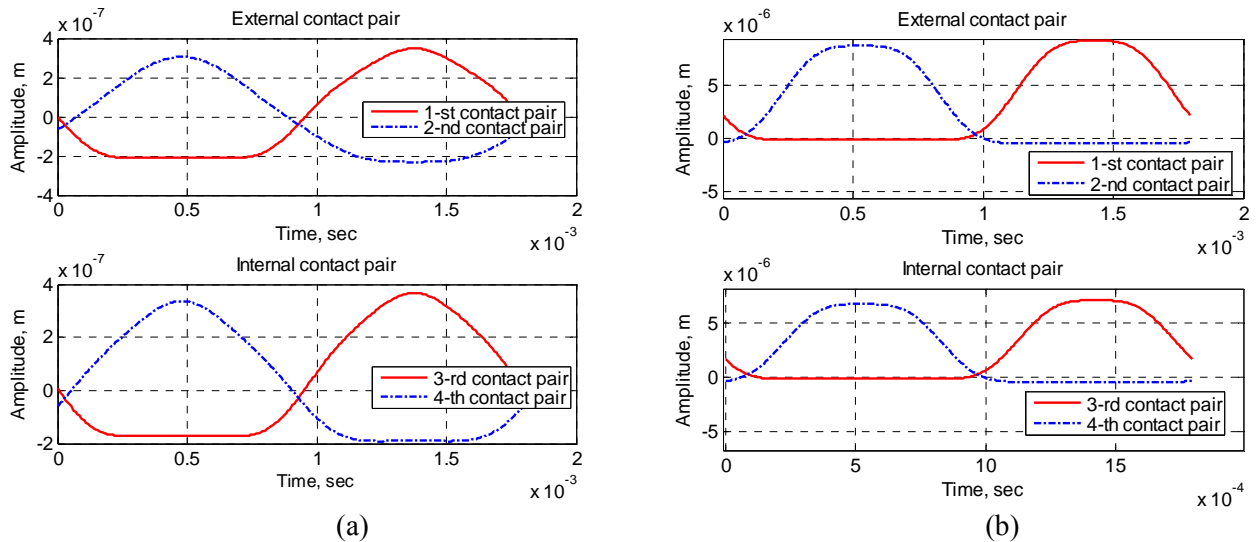 x 10⁻⁷
External contact pair
4
2
0
-2
-4
Amplitude, m
1-st contact pair
2-nd contact pair
0
0.5
1
1.5
2
Time, sec
x 10⁻³
x 10⁻⁷
Internal contact pair
4
2
0
-2
Amplitude, m
3-rd contact pair
4-th contact pair
0
0.5
1
1.5
2
Time, sec
x 10⁻³
(a)
x 10⁻⁶
External contact pair
5
0
-5
Amplitude, m
1-st contact pair
2-nd contact pair
0
0.5
1
1.5
2
Time, sec
x 10⁻³
x 10⁻⁶
Internal contact pair
5
0
-5
Amplitude, m
3-rd contact pair
4-th contact pair
0
5
10
15
20
Time, sec
x 10⁻⁴
(b)